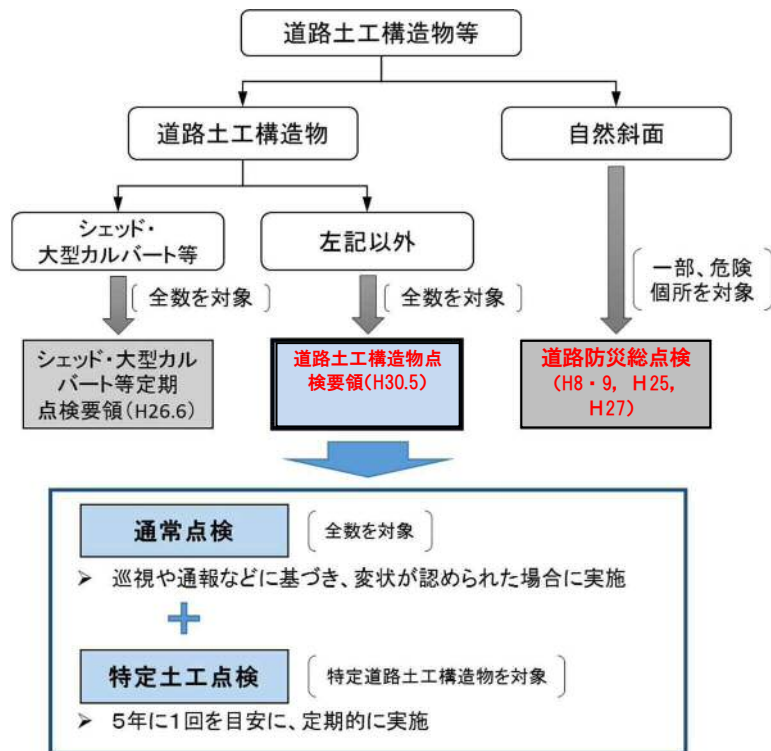 道路土工構造物等
道路土工構造物
自然斜面
シェッド・
大型カルバート等
左記以外
全数を対象
全数を対象
一部、危険
個所を対象
シェッド・大型カル
バート等定期
点検要領(H26.6)
道路土工構造物点
検要領(H30.5)
道路防災総点検
(H8・9, H25,
H27)
通常点検
全数を対象
➢ 巡視や通報などに基づき、変状が認められた場合に実施
+
特定土工点検
特定道路土工構造物を対象
➢ 5年に1回を目安に、定期的に実施